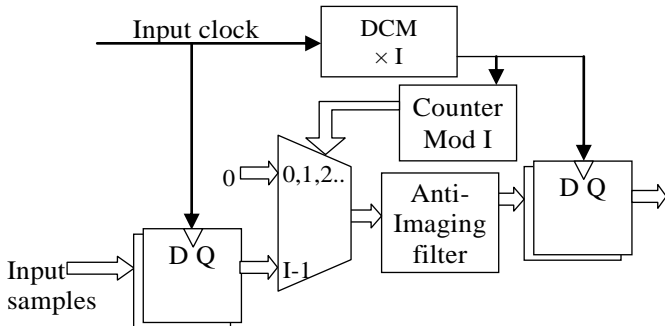 Input clock
DCM
× I
Counter
Mod I
0
0,1,2..
I-1
Anti-
Imaging
filter
D Q
D Q
Input
samples